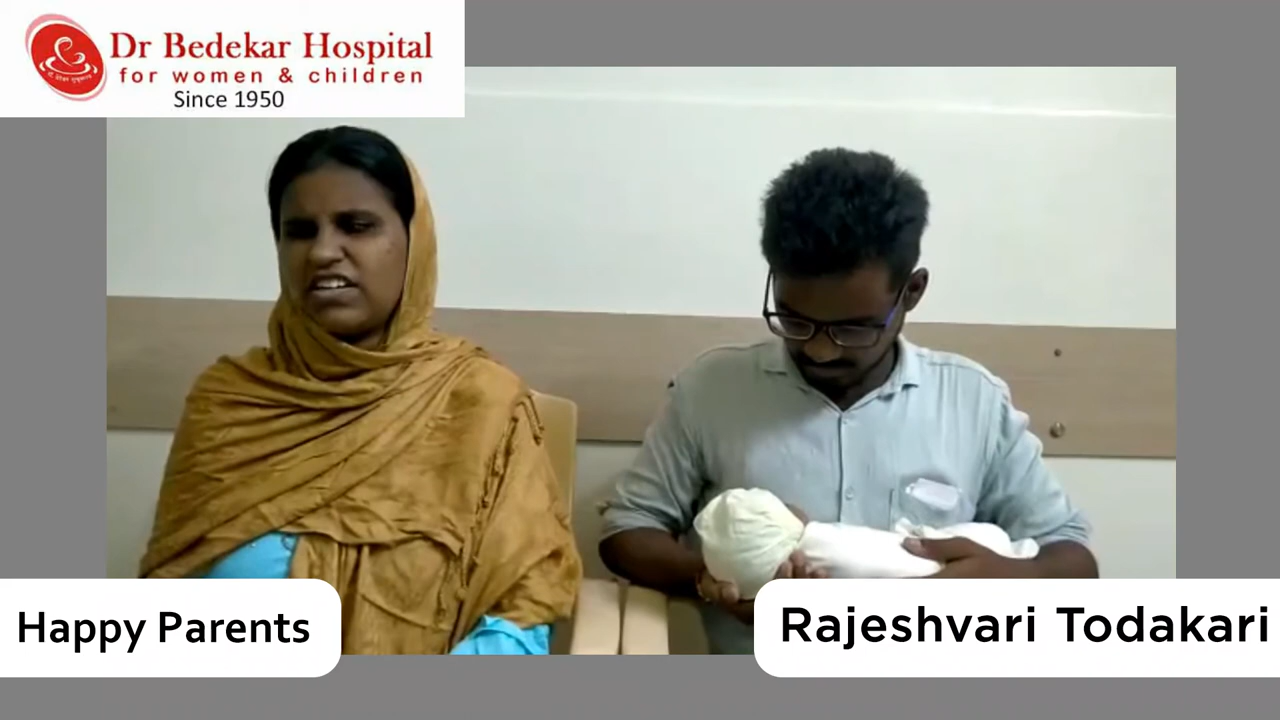 Dr Bedekar Hospital
for women & children
Since 1950
Happy Parents
Rajeshvari Todakari